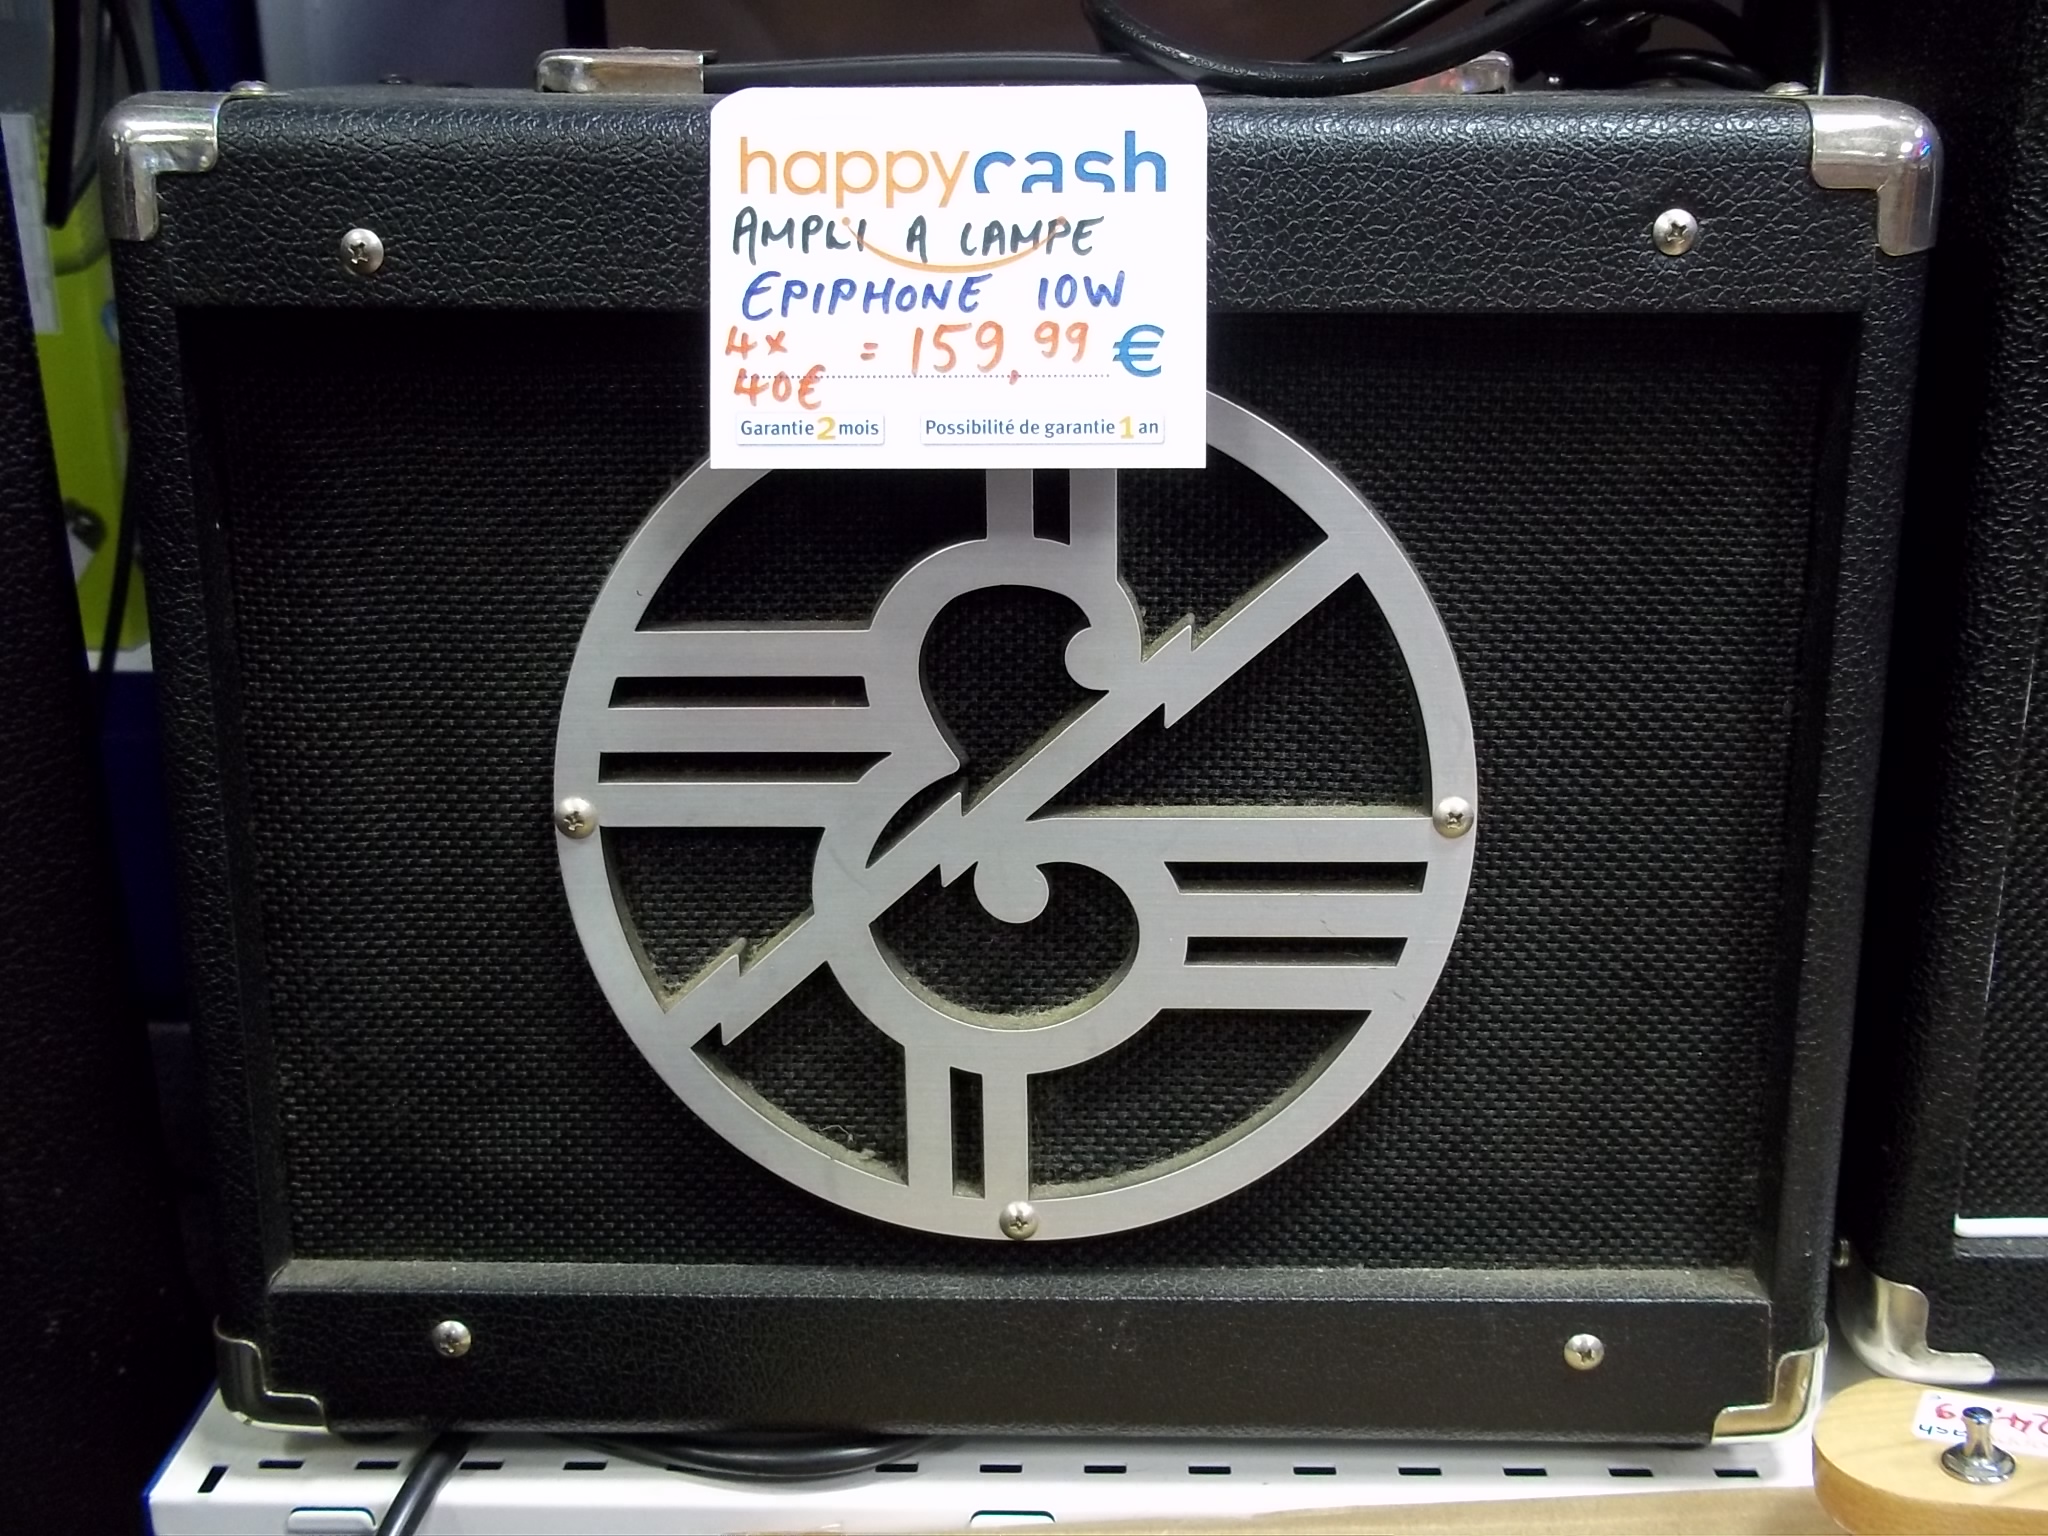 happycash
AMPLI A LAMPE
EPIPHONE 10W
4x = 159,99 €
40€
Garantie 2 mois Possibilité de garantie 1 an